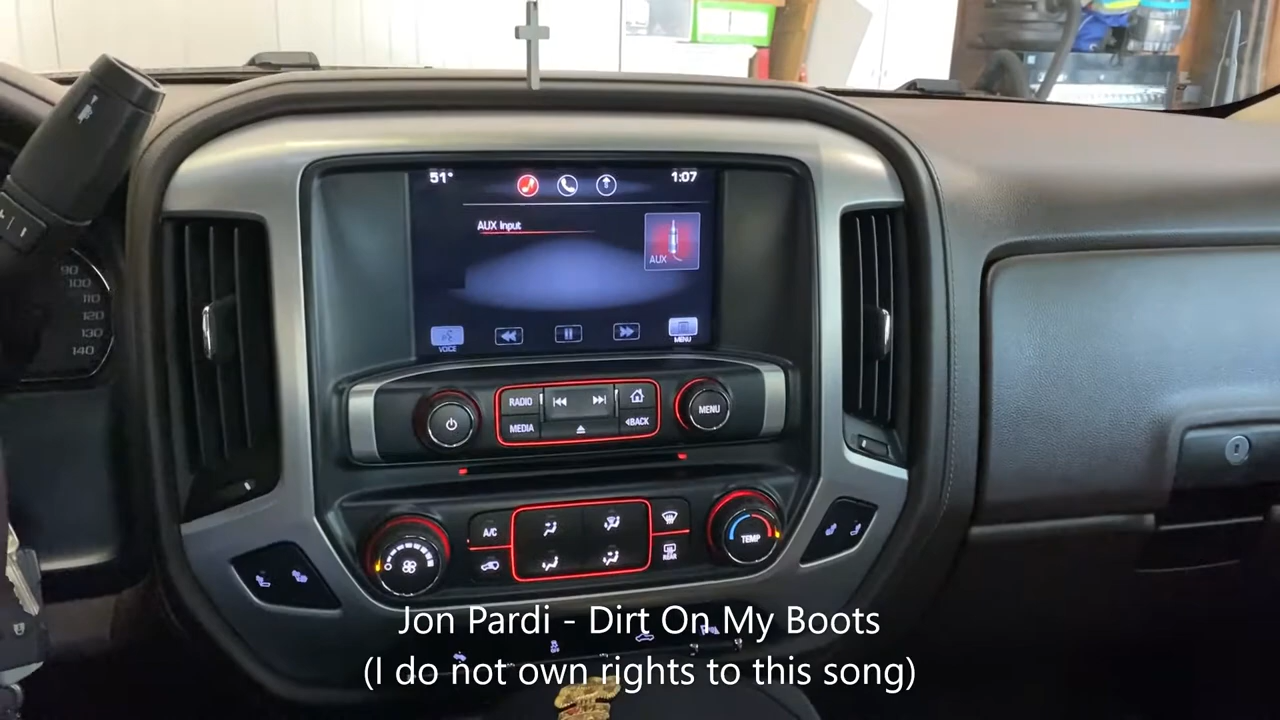 51° 1:07
AUX Input
AUX
VOICE
MENU
90
100
110
120
130
140
RADIO
MEDIA
BACK
MENU
A/C
REAR
TEMP
Jon Pardi - Dirt On My Boots
(I do not own rights to this song)